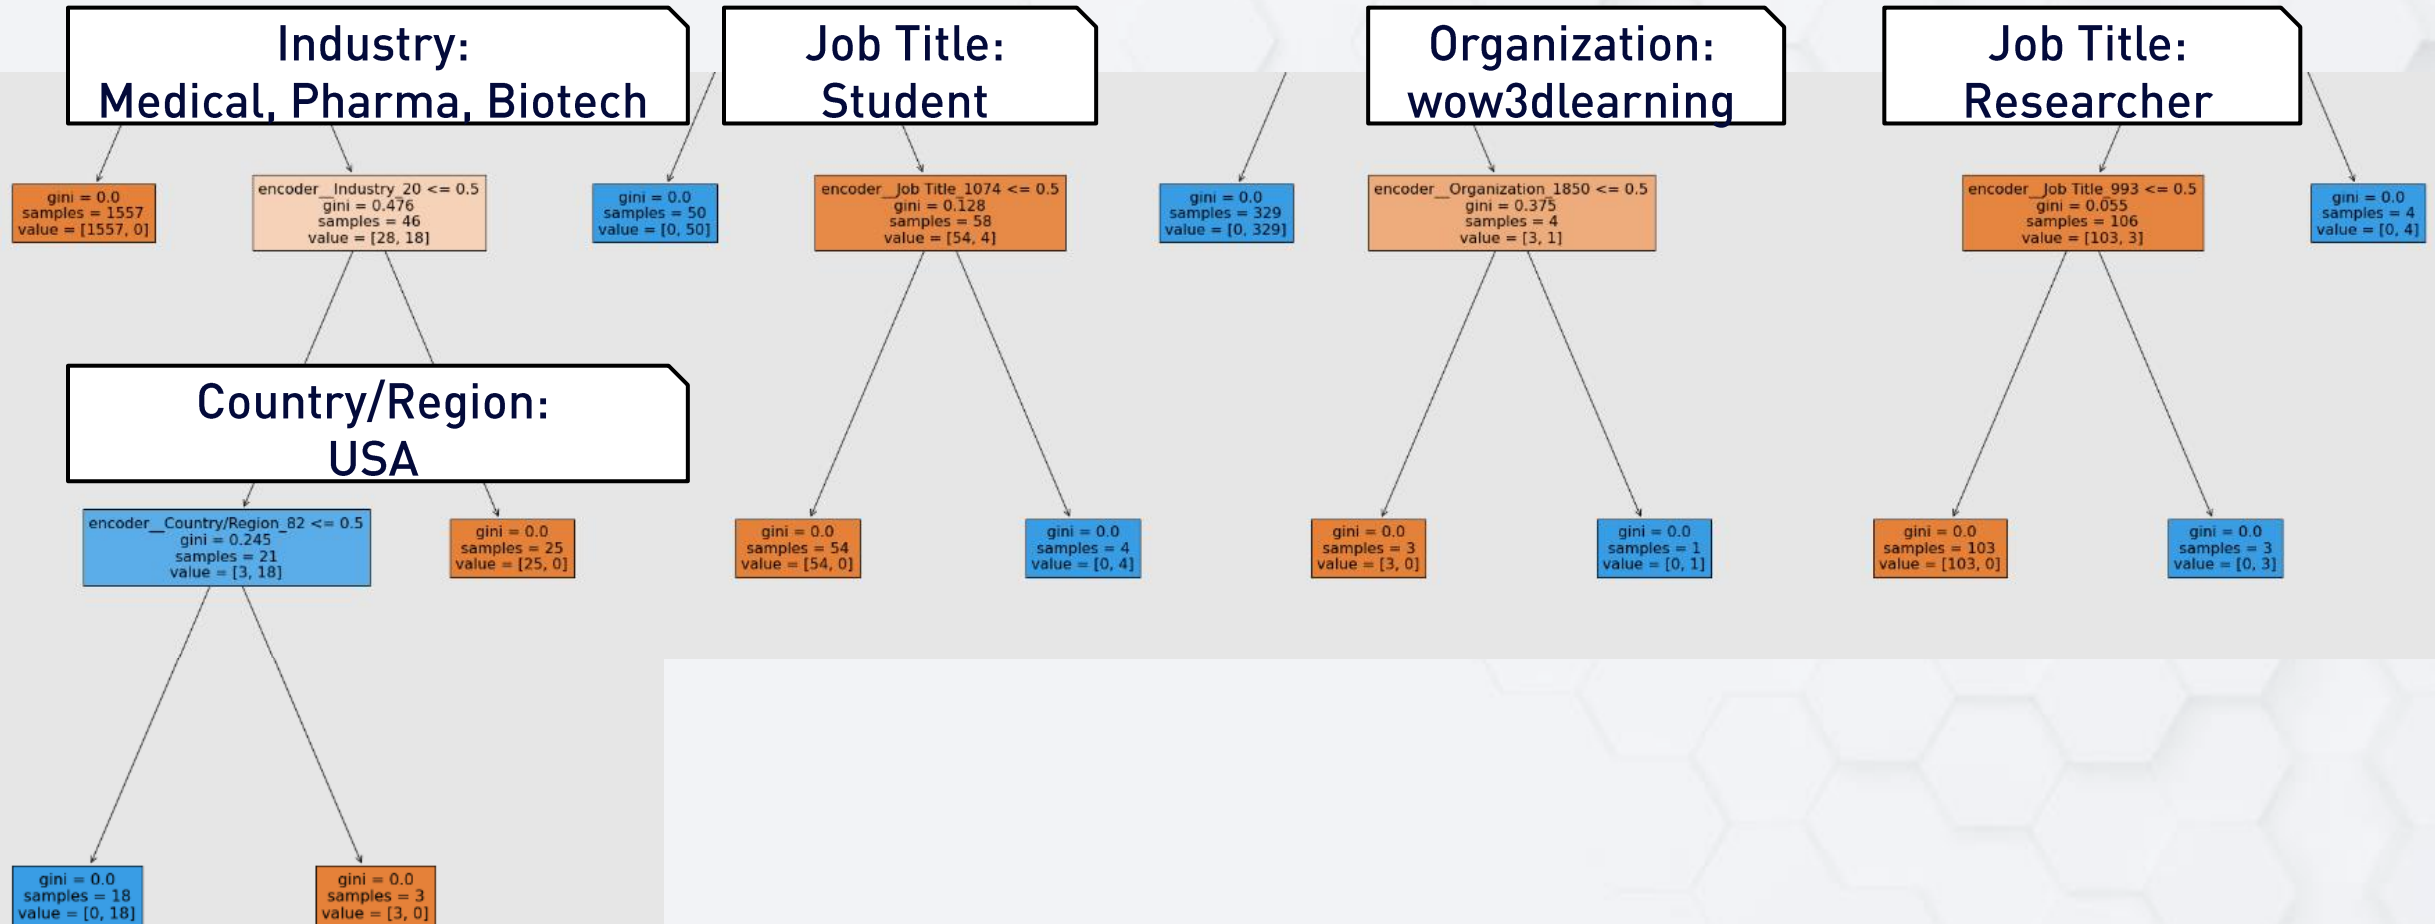 Industry:
Medical, Pharma, Biotech
Job Title:
Student
Organization:
wow3dlearning
Job Title:
Researcher
gini = 0.0
samples = 1557
value = [1557, 0]
encoder__Industry_20 <= 0.5
gini = 0.476
samples = 46
value = [28, 18]
gini = 0.0
samples = 50
value = [0, 50]
encoder__Job Title_1074 <= 0.5
gini = 0.128
samples = 58
value = [54, 4]
gini = 0.0
samples = 329
value = [0, 329]
encoder__Organization_1850 <= 0.5
gini = 0.375
samples = 4
value = [3, 1]
encoder__Job Title_993 <= 0.5
gini = 0.055
samples = 106
value = [103, 3]
gini = 0.0
samples = 4
value = [0, 4]
Country/Region:
USA
encoder__Country/Region_82 <= 0.5
gini = 0.245
samples = 21
value = [3, 18]
gini = 0.0
samples = 25
value = [25, 0]
gini = 0.0
samples = 54
value = [54, 0]
gini = 0.0
samples = 4
value = [0, 4]
gini = 0.0
samples = 3
value = [3, 0]
gini = 0.0
samples = 1
value = [0, 1]
gini = 0.0
samples = 103
value = [103, 0]
gini = 0.0
samples = 3
value = [0, 3]
gini = 0.0
samples = 18
value = [0, 18]
gini = 0.0
samples = 3
value = [3, 0]